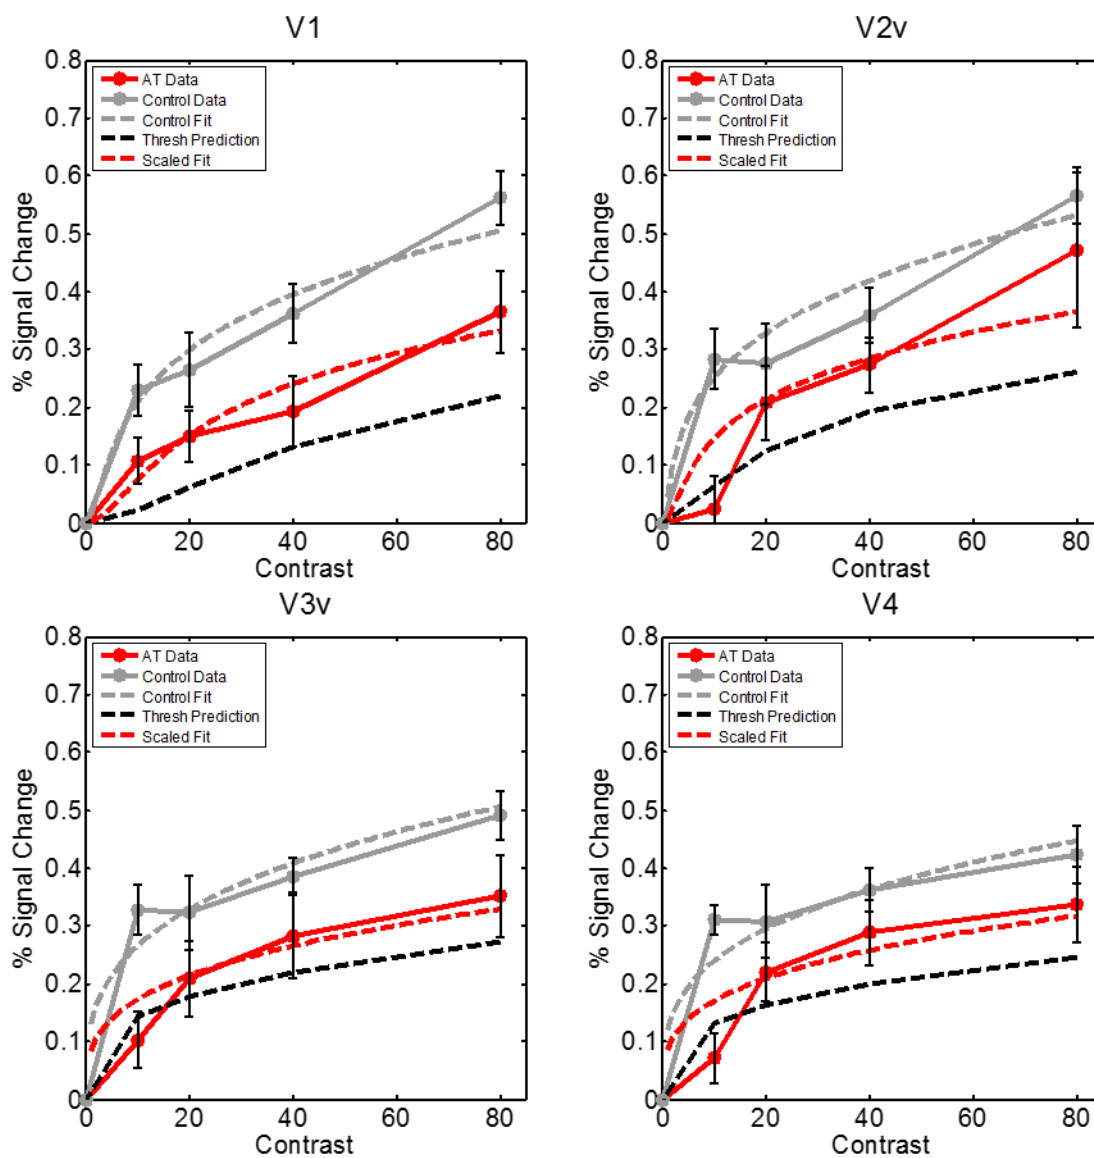 V1
0.8
0.7
0.6
0.5
0.4
0.3
0.2
0.1
0
% Signal Change
AT Data
Control Data
Control Fit
Thresh Prediction
Scaled Fit
0 20 40 60 80
Contrast
V2v
0.8
0.7
0.6
0.5
0.4
0.3
0.2
0.1
0
% Signal Change
AT Data
Control Data
Control Fit
Thresh Prediction
Scaled Fit
0 20 40 60 80
Contrast
V3v
0.8
0.7
0.6
0.5
0.4
0.3
0.2
0.1
0
% Signal Change
AT Data
Control Data
Control Fit
Thresh Prediction
Scaled Fit
0 20 40 60 80
Contrast
V4
0.8
0.7
0.6
0.5
0.4
0.3
0.2
0.1
0
% Signal Change
AT Data
Control Data
Control Fit
Thresh Prediction
Scaled Fit
0 20 40 60 80
Contrast